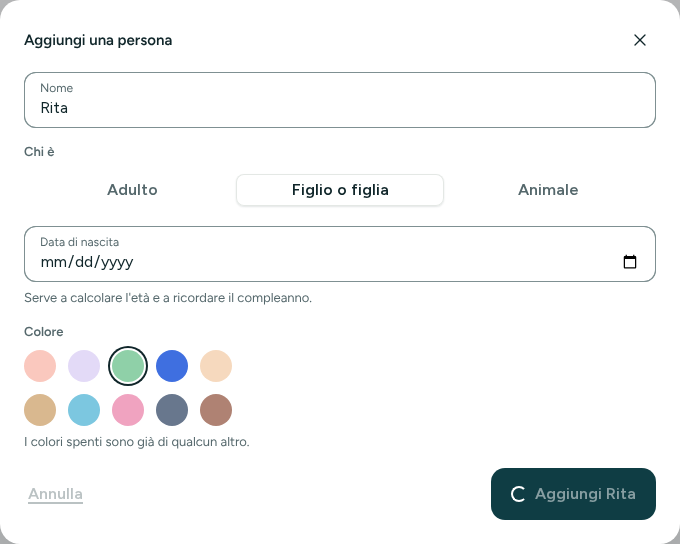 Aggiungi una persona
Nome
Rita
Chi è
Adulto
Figlio o figlia
Animale
Data di nascita
mm/dd/yyyy
Serve a calcolare l'età e a ricordare il compleanno.
Colore
I colori spenti sono già di qualcun altro.
Annulla
Aggiungi Rita